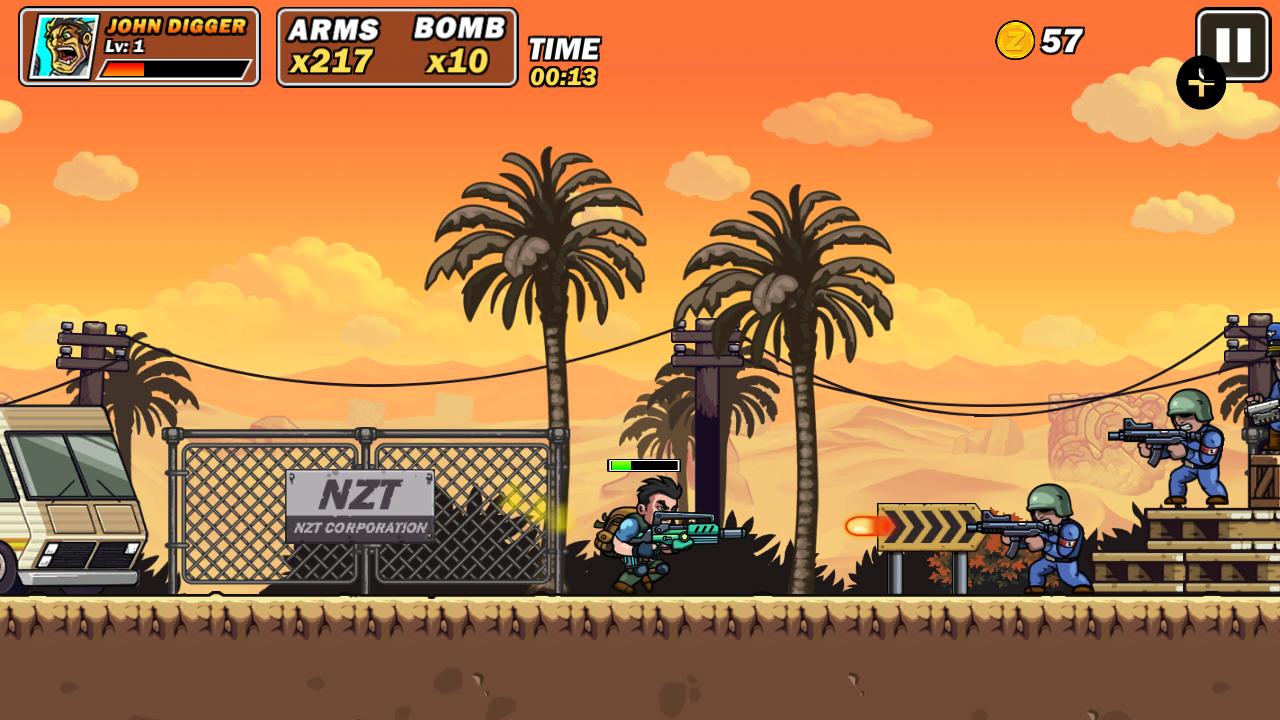 JOHN DIGGER
Lv: 1
ARMS
x217
BOMB
x10
TIME
00:13
Z 57
NZT
NZT CORPORATION